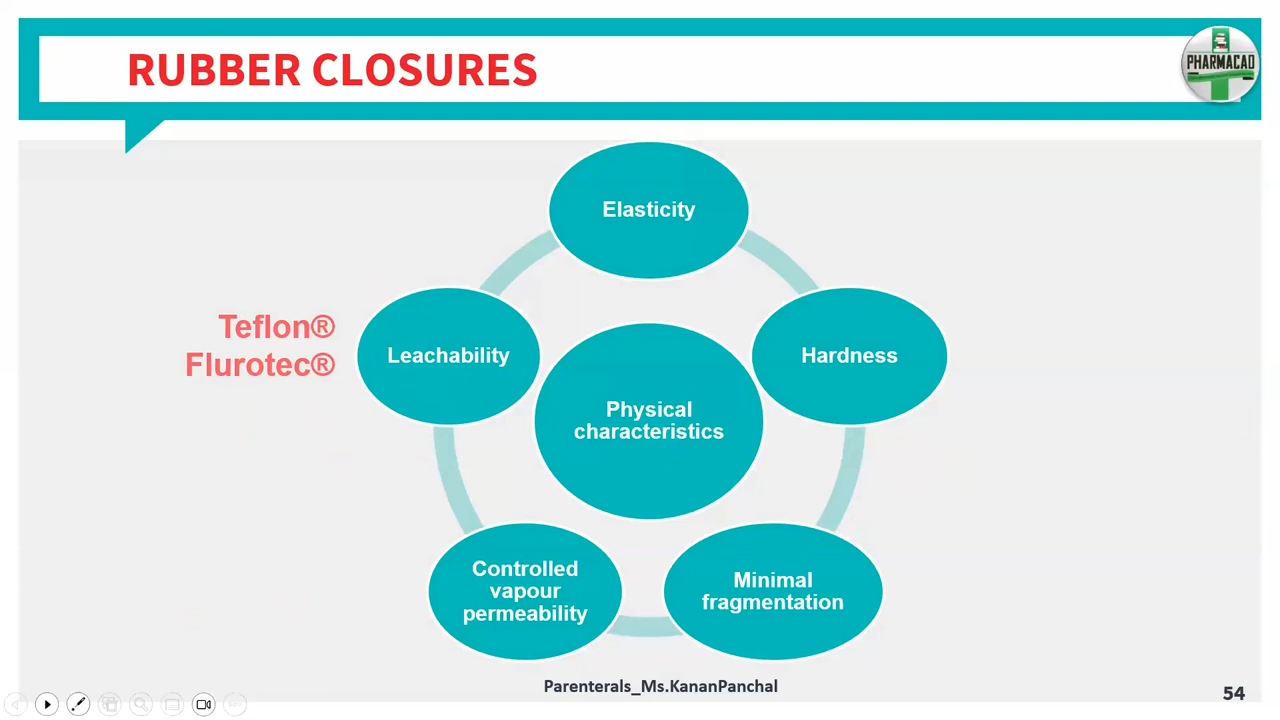 RUBBER CLOSURES
PHARMACAD
Elasticity
Teflon®
Flurotec®
Leachability
Hardness
Physical
characteristics
Controlled
vapour
permeability
Minimal
fragmentation
Parenterals_Ms.KananPanchal
54